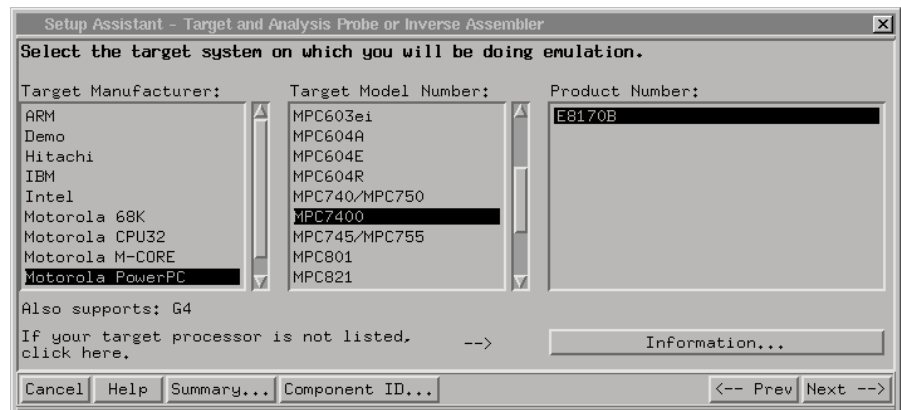 Setup Assistant - Target and Analysis Probe or Inverse Assembler
Select the target system on which you will be doing emulation.
Target Manufacturer:
ARM
Demo
Hitachi
IBM
Intel
Motorola 68K
Motorola CPU32
Motorola M-CORE
Motorola PowerPC
Target Model Number:
MPC603ei
MPC604A
MPC604E
MPC604R
MPC740/MPC750
MPC7400
MPC745/MPC755
MPC801
MPC821
Product Number:
E8170B
Also supports: G4
If your target processor is not listed,
click here.
-->
Information...
Cancel Help Summary... Component ID... <-- Prev Next -->